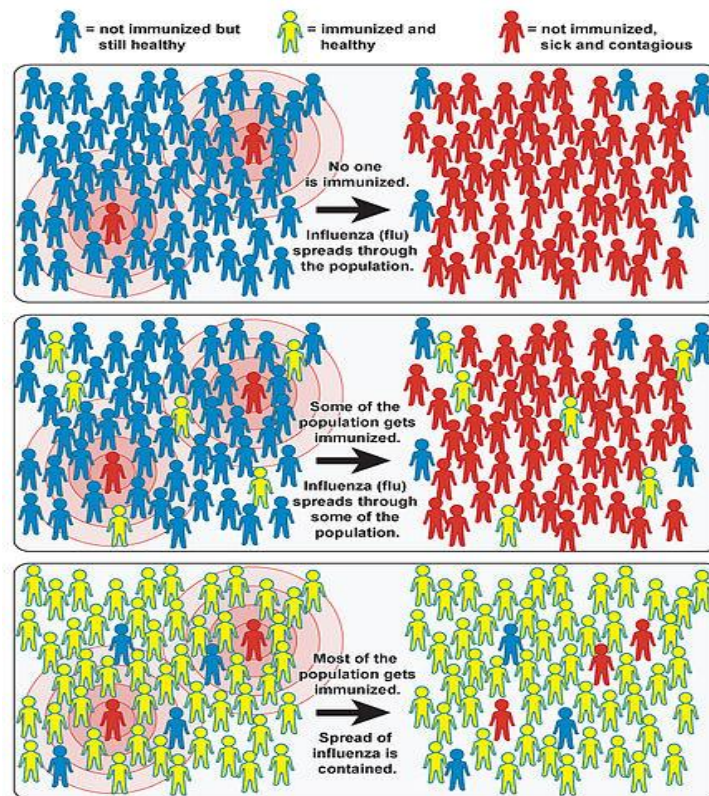 = not immunized but
still healthy
= immunized and
healthy
= not immunized,
sick and contagious
No one
is immunized.
Influenza (flu)
spreads through
the population.
Some of the
population gets
immunized.
Influenza (flu)
spreads through
some of the
population.
Most of the
population gets
immunized.
Spread of
influenza is
contained.